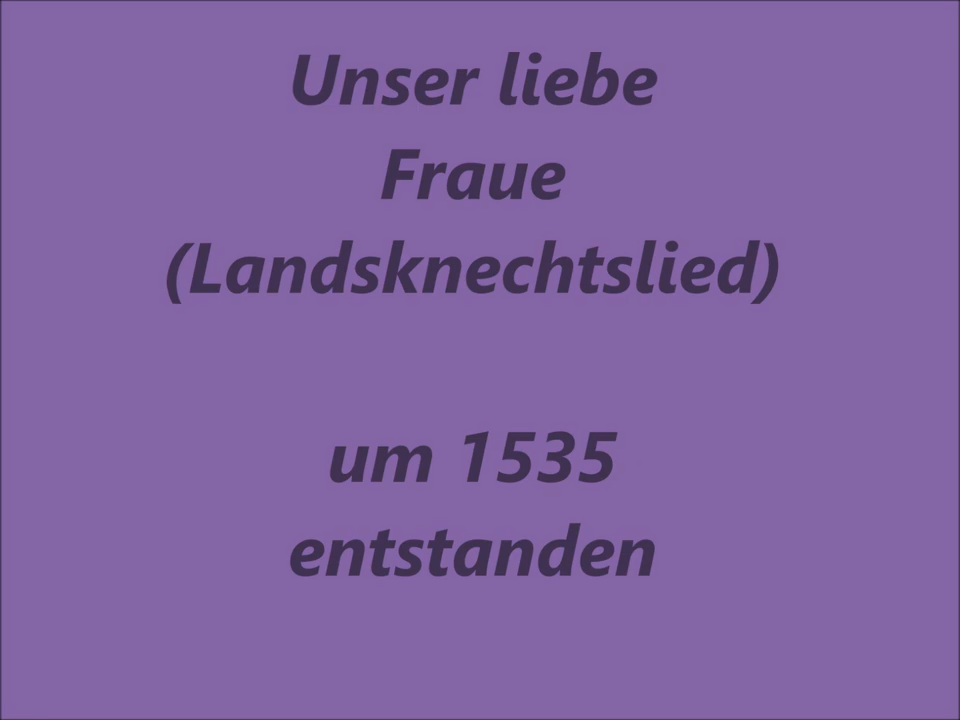 Unser liebe
Fraue
(Landsknechtslied)
um 1535
entstanden